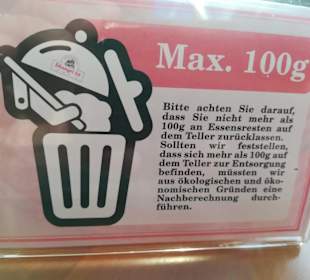 Max. 100g
Bitte achten Sie darauf,
dass Sie nicht mehr als
100g an Essensresten auf
dem Teller zurücklassen.
Sollten wir feststellen,
dass sich mehr als 100g auf
dem Teller zur Entsorgung
befinden, müssten wir
aus ökologischen und öko-
nomischen Gründen eine
Nachberechnung durch-
führen.